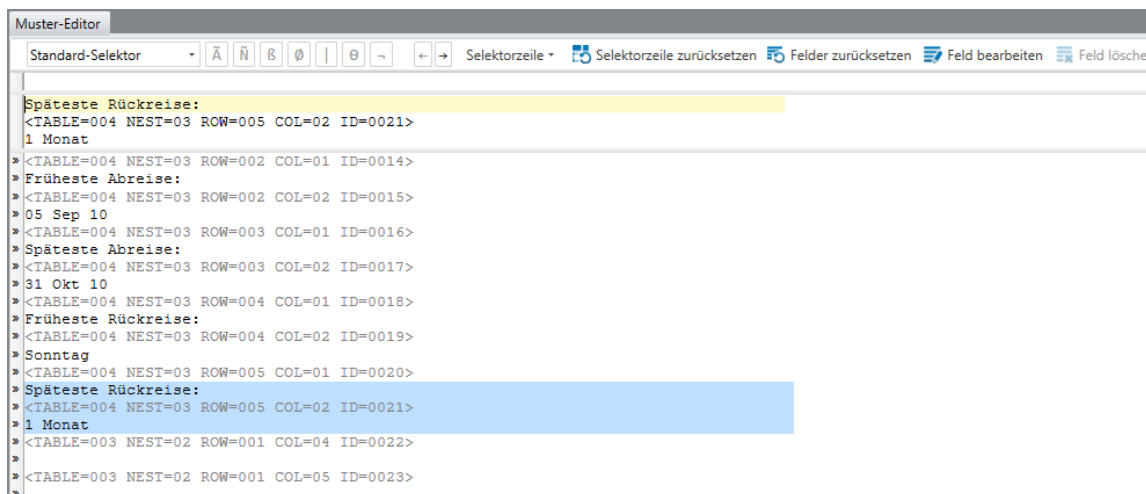 Muster-Editor
Standard-Selektor Ã Ñ ß Ø | Θ ¬ ← → Selektorzeile Selektorzeile zurücksetzen Felder zurücksetzen Feld bearbeiten Feld lösche
Späteste Rückreise:
<TABLE=004 NEST=03 ROW=005 COL=02 ID=0021>
1 Monat
» <TABLE=004 NEST=03 ROW=002 COL=01 ID=0014>
» Früheste Abreise:
» <TABLE=004 NEST=03 ROW=002 COL=02 ID=0015>
» 05 Sep 10
» <TABLE=004 NEST=03 ROW=003 COL=01 ID=0016>
» Späteste Abreise:
» <TABLE=004 NEST=03 ROW=003 COL=02 ID=0017>
» 31 Okt 10
» <TABLE=004 NEST=03 ROW=004 COL=01 ID=0018>
» Früheste Rückreise:
» <TABLE=004 NEST=03 ROW=004 COL=02 ID=0019>
» Sonntag
» <TABLE=004 NEST=03 ROW=005 COL=01 ID=0020>
» Späteste Rückreise:
» <TABLE=004 NEST=03 ROW=005 COL=02 ID=0021>
» 1 Monat
» <TABLE=003 NEST=02 ROW=001 COL=04 ID=0022>
»
» <TABLE=003 NEST=02 ROW=001 COL=05 ID=0023>
»